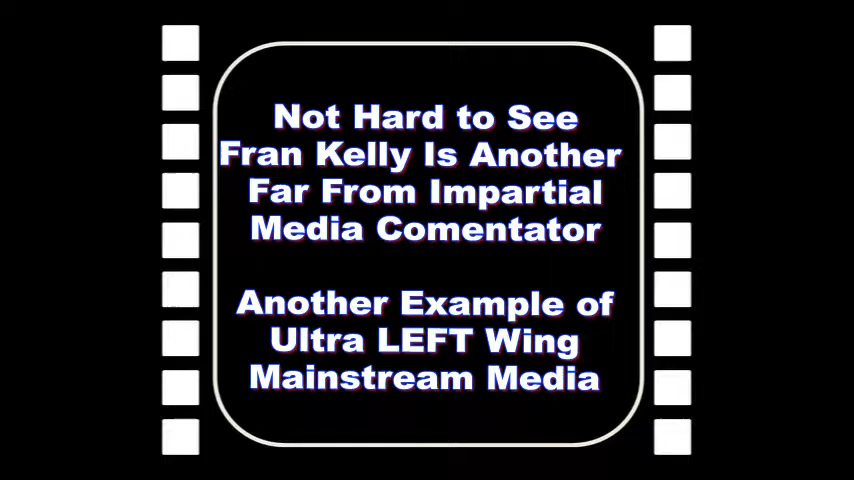 Not Hard to See
Fran Kelly Is Another
Far From Impartial
Media Comentator
Another Example of
Ultra LEFT Wing
Mainstream Media